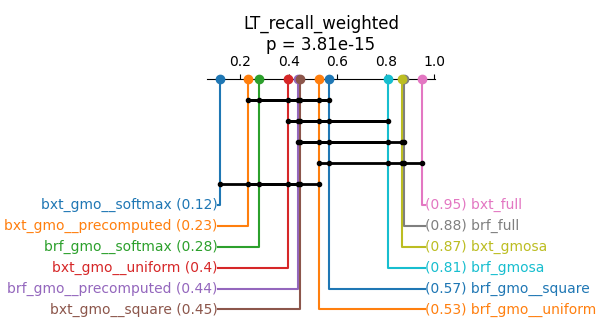 LT_recall_weighted
p = 3.81e-15
0.2 0.4 0.6 0.8 1.0
bxt_gmo__softmax (0.12) (0.95) bxt_full
bxt_gmo__precomputed (0.23) (0.88) brf_full
brf_gmo__softmax (0.28) (0.87) bxt_gmosa
bxt_gmo__uniform (0.4) (0.81) brf_gmosa
brf_gmo__precomputed (0.44) (0.57) brf_gmo__square
bxt_gmo__square (0.45) (0.53) brf_gmo__uniform